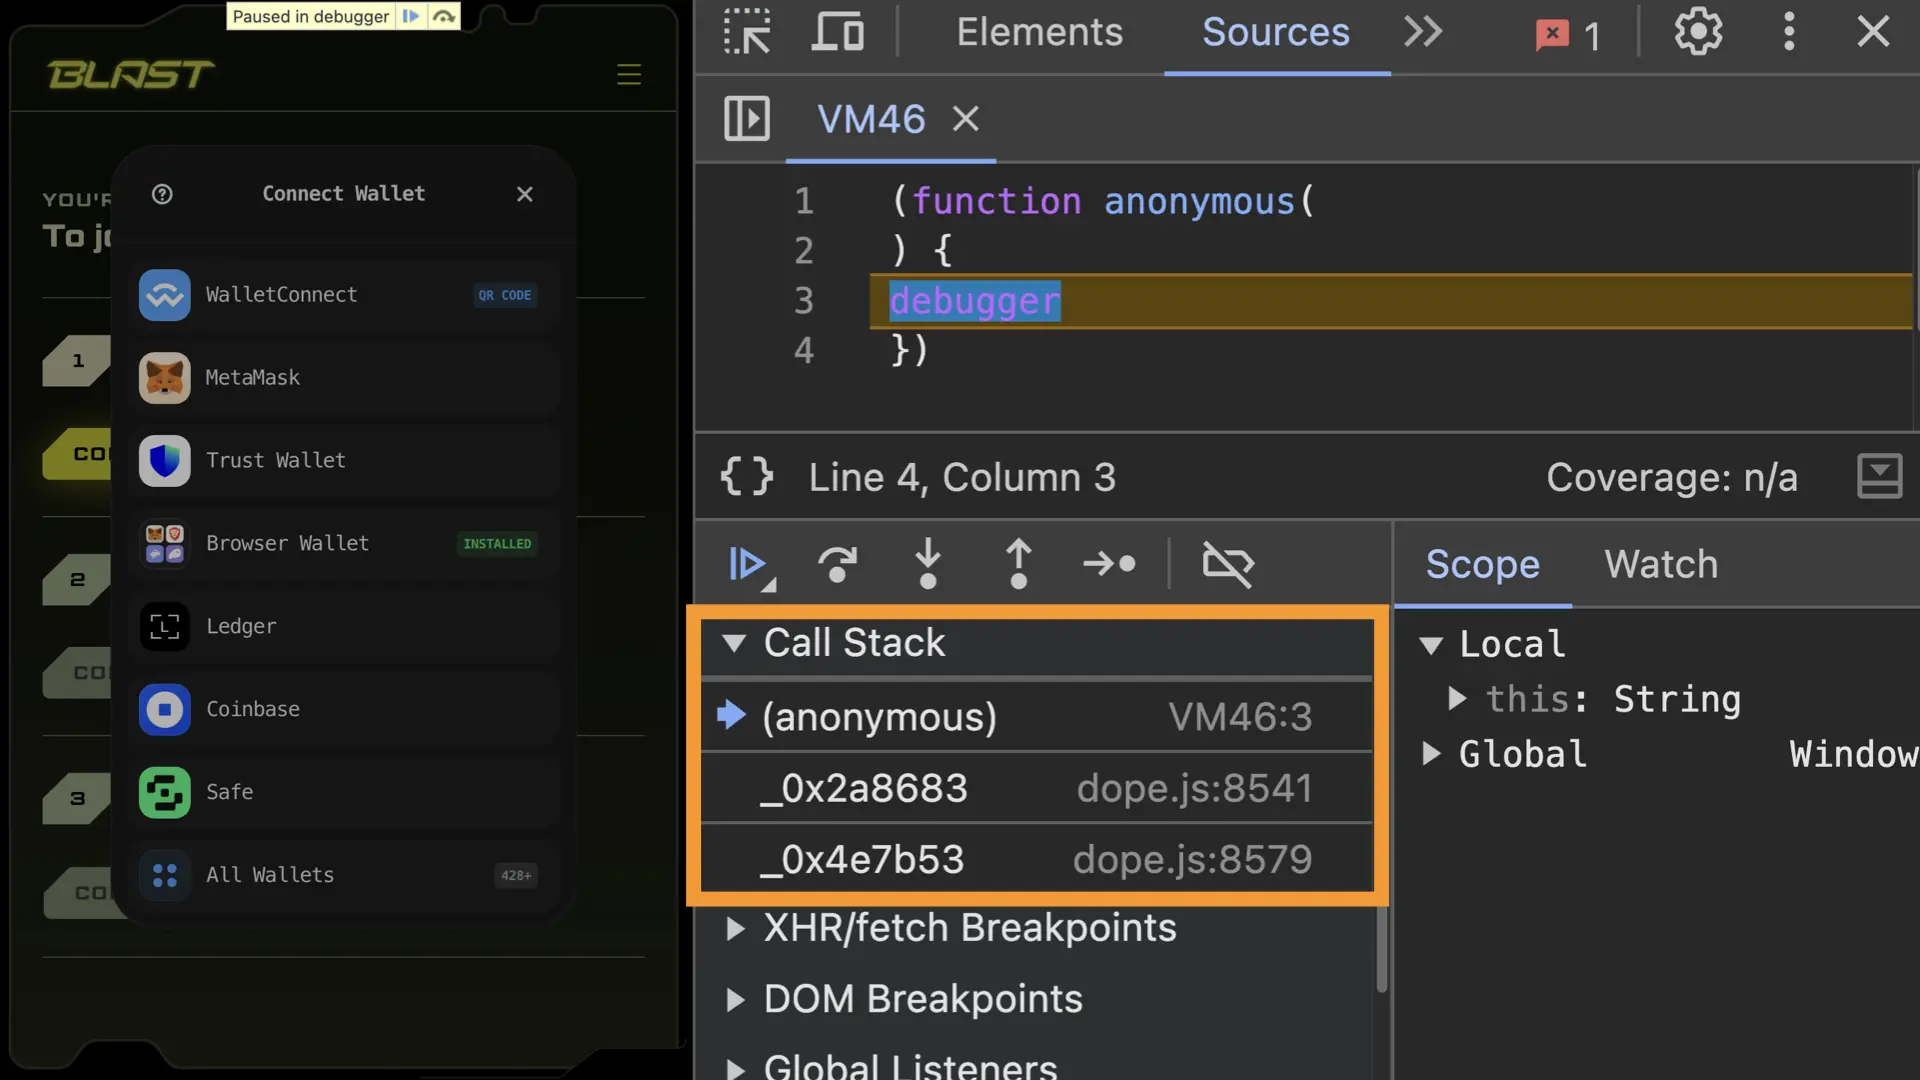 Paused in debugger
BLAST
YOU'R
To jo
1
CO
2
CO
3
CO
Connect Wallet
WalletConnect QR CODE
MetaMask
Trust Wallet
Browser Wallet INSTALLED
Ledger
Coinbase
Safe
All Wallets 428+
Elements Sources 1
VM46
1 (function anonymous(
2 ) {
3 debugger
4 })
{ } Line 4, Column 3 Coverage: n/a
Scope Watch
Call Stack
(anonymous) VM46:3
_0x2a8683 dope.js:8541
_0x4e7b53 dope.js:8579
XHR/fetch Breakpoints
DOM Breakpoints
Global Listeners
Local
this: String
Global Window